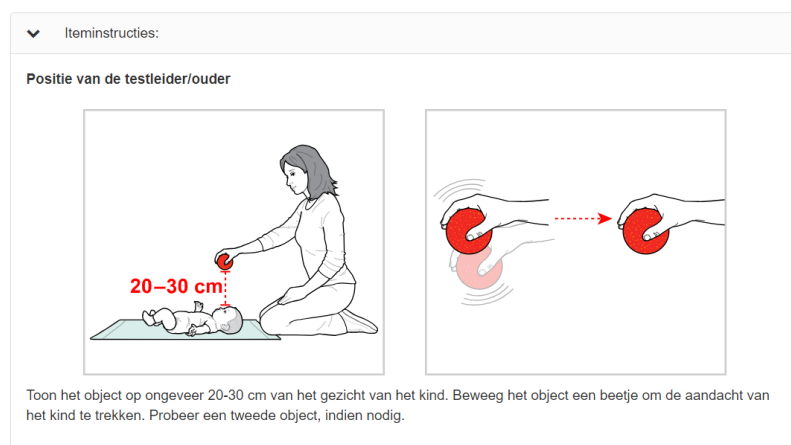 Iteminstructies:
Positie van de testleider/ouder
20–30 cm
Toon het object op ongeveer 20-30 cm van het gezicht van het kind. Beweeg het object een beetje om de aandacht van
het kind te trekken. Probeer een tweede object, indien nodig.